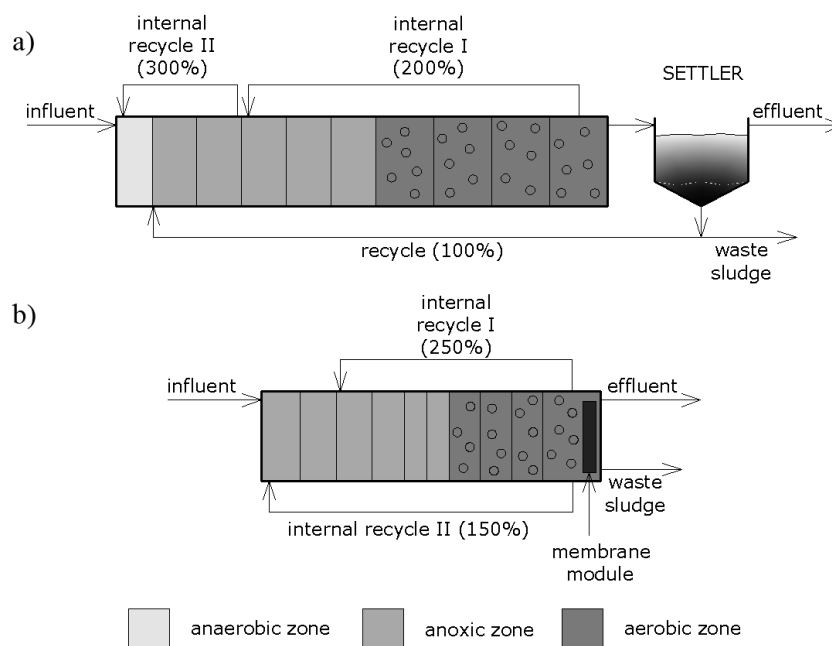 a)
internal
recycle II
(300%)
internal
recycle I
(200%)
SETTLER
influent
effluent
recycle (100%)
waste
sludge
b)
internal
recycle I
(250%)
influent
effluent
waste
sludge
internal recycle II (150%)
membrane
module
anaerobic zone
anoxic zone
aerobic zone